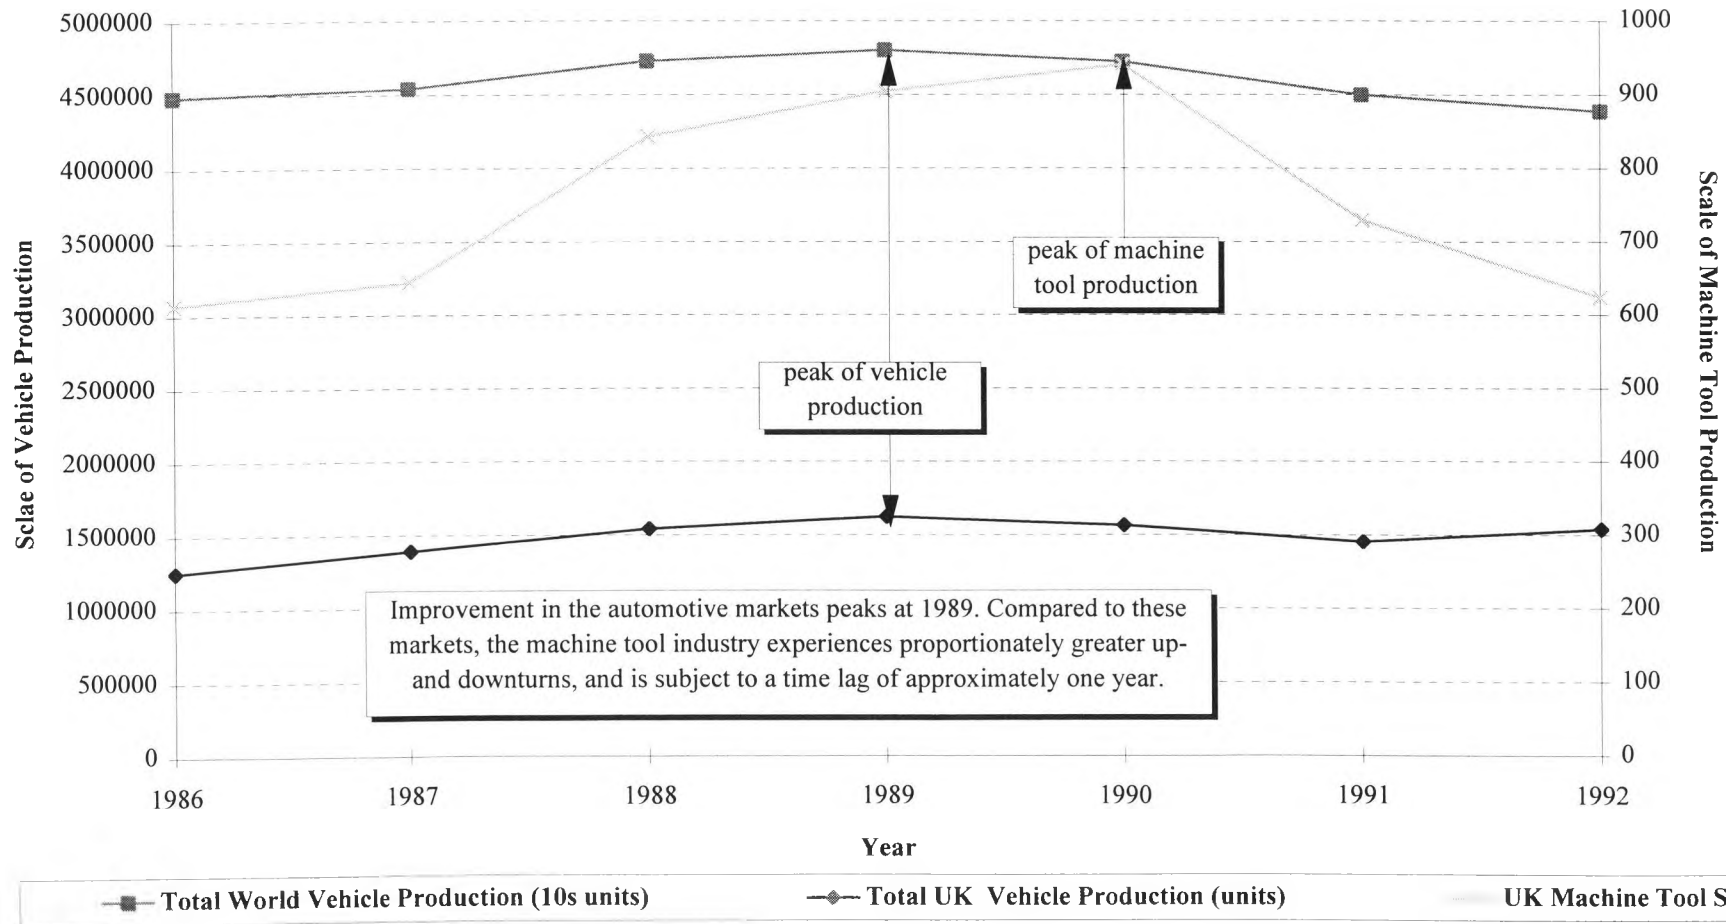 5000000
4500000
4000000
3500000
3000000
2500000
2000000
1500000
1000000
500000
0
Sclae of Vehicle Production
1000
900
800
700
600
500
400
300
200
100
0
Scale of Machine Tool Production
peak of machine
tool production
peak of vehicle
production
Improvement in the automotive markets peaks at 1989. Compared to these
markets, the machine tool industry experiences proportionately greater up-
and downturns, and is subject to a time lag of approximately one year.
1986 1987 1988 1989 1990 1991 1992
Year
Total World Vehicle Production (10s units) Total UK Vehicle Production (units) UK Machine Tool S